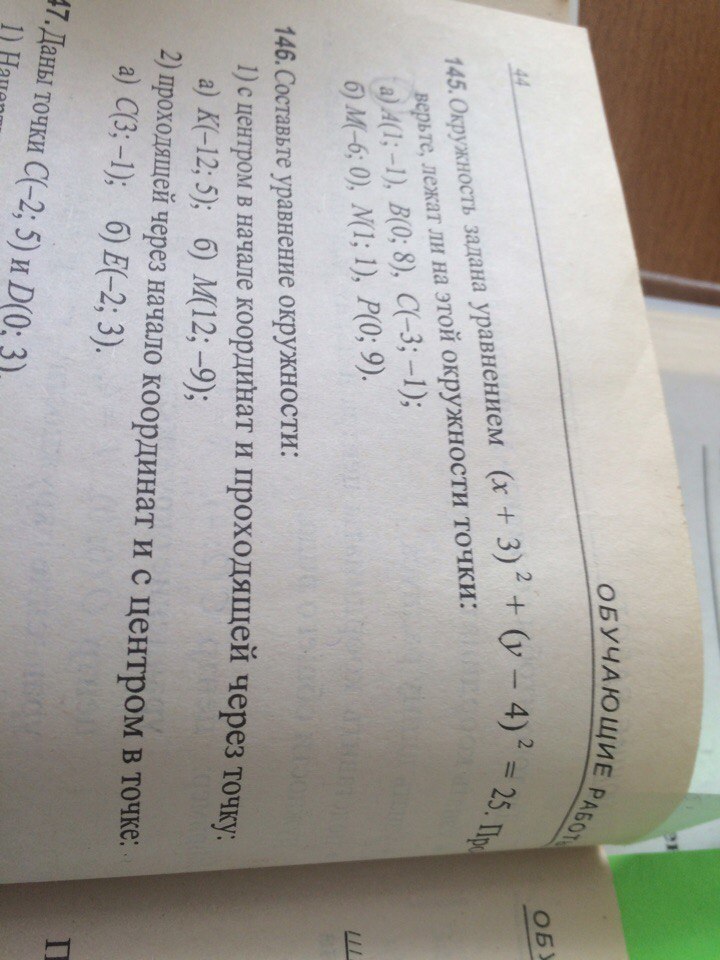 44
ОБУЧАЮЩИЕ РАБОТ
145. Окружность задана уравнением (x + 3)² + (y − 4)² = 25. Про
верьте, лежат ли на этой окружности точки:
а) A(1; −1), B(0; 8), C(−3; −1);
б) M(−6; 0), N(1; 1), P(0; 9).
146. Составьте уравнение окружности:
1) с центром в начале координат и проходящей через точку:
а) K(−12; 5); б) M(12; −9);
2) проходящей через начало координат и с центром в точке:
а) C(3; −1); б) E(−2; 3).
47. Даны точки C(−2; 5) и D(0; 3).
ОБУ